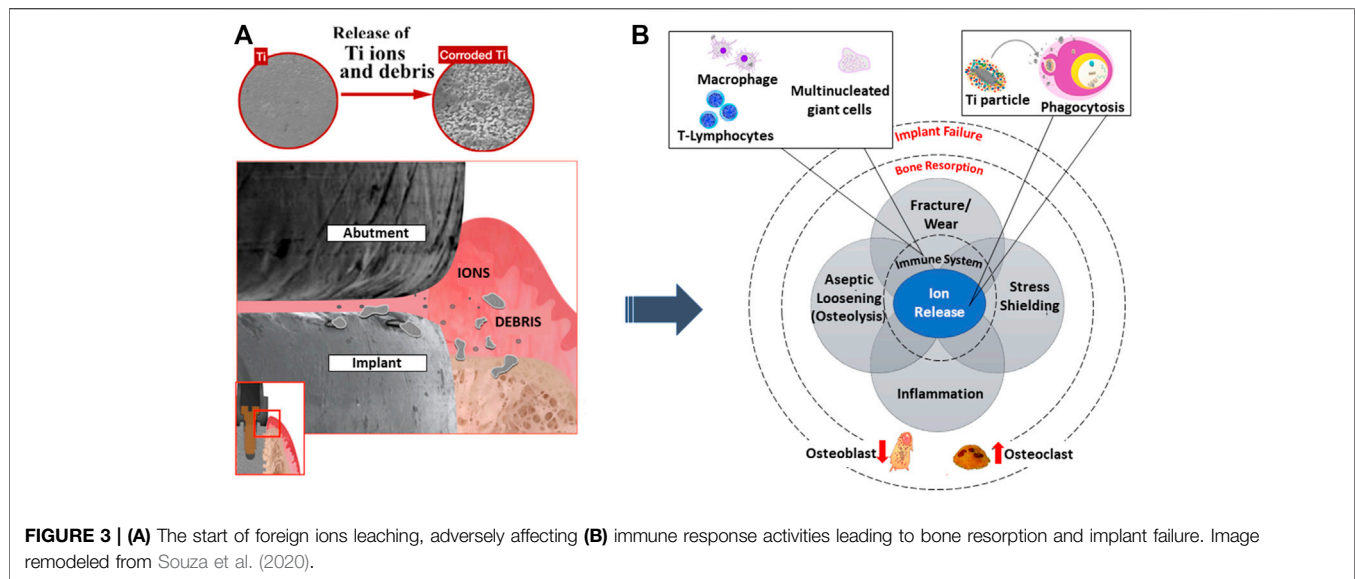 A
Release of
Ti ions
and debris
Ti
Corroded Ti
Abutment
IONS
DEBRIS
Implant
B
Macrophage
Multinucleated
giant cells
T-Lymphocytes
Ti particle
Phagocytosis
Implant Failure
Bone Resorption
Fracture/
Wear
Immune System
Aseptic
Loosening
(Osteolysis)
Ion
Release
Stress
Shielding
Inflammation
Osteoblast
Osteoclast
FIGURE 3 | (A) The start of foreign ions leaching, adversely affecting (B) immune response activities leading to bone resorption and implant failure. Image
remodeled from Souza et al. (2020).